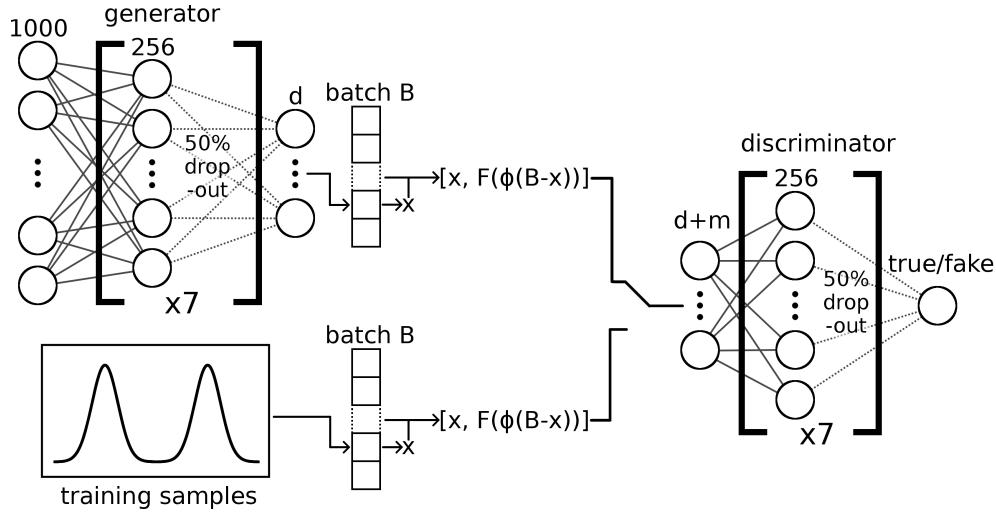 generator
1000
256
d
50%
drop
-out
x7
batch B
x
[x, F(ϕ(B-x))]
discriminator
256
d+m
true/fake
50%
drop
-out
x7
batch B
x
[x, F(ϕ(B-x))]
training samples